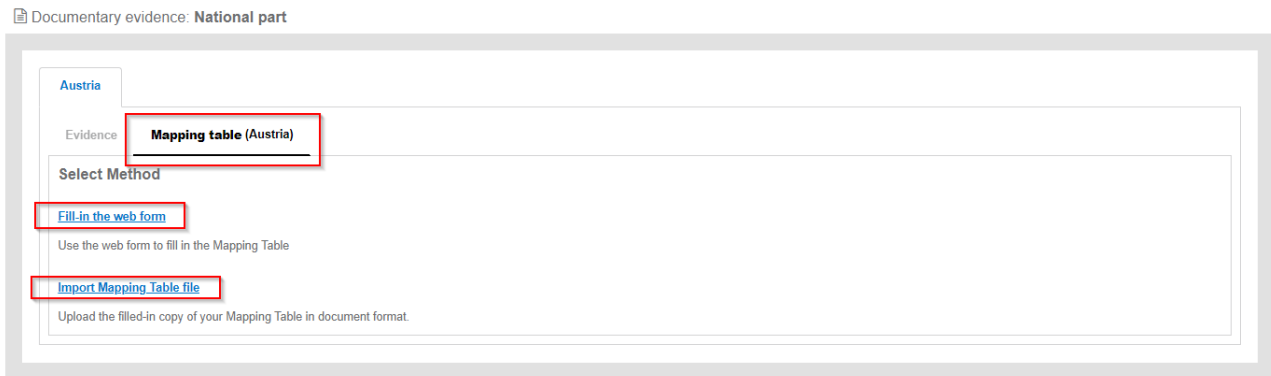 Documentary evidence: National part
Austria
Evidence Mapping table (Austria)
Select Method
Fill-in the web form
Use the web form to fill in the Mapping Table
Import Mapping Table file
Upload the filled-in copy of your Mapping Table in document format.